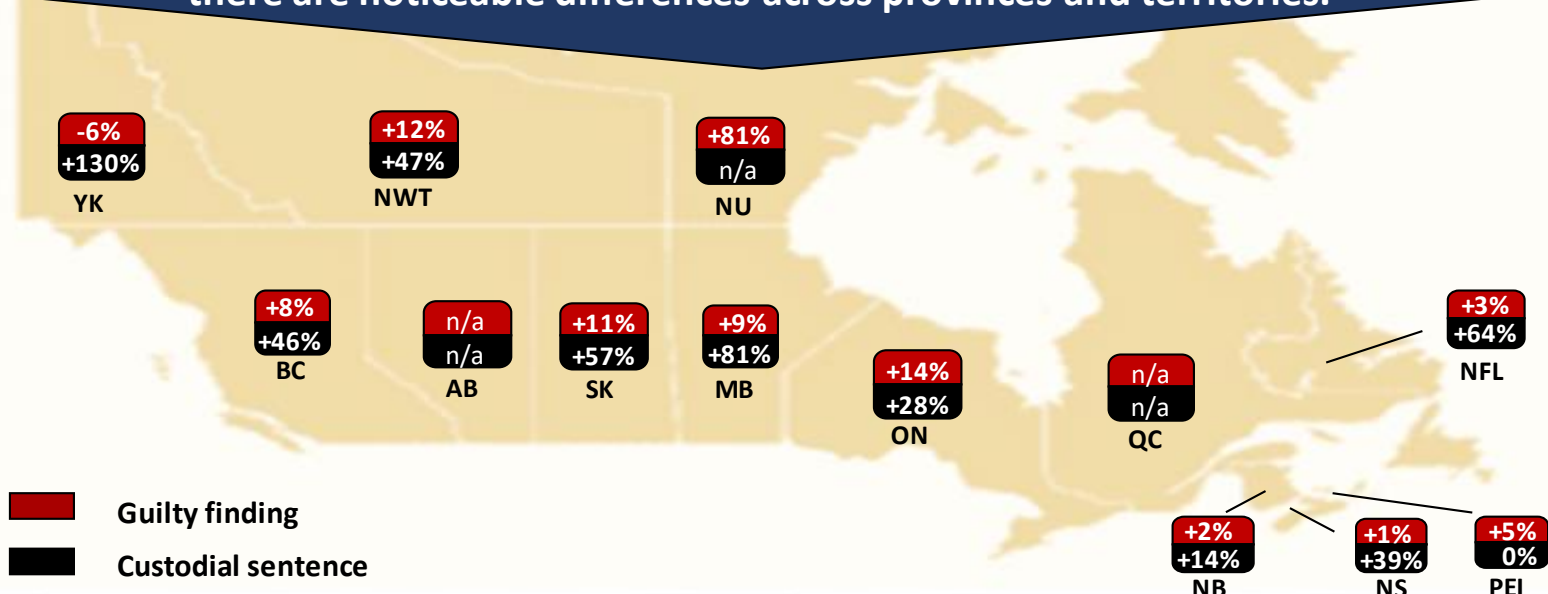 there are noticeable differences across provinces and territories.
-6%
+130%
YK
+12%
+47%
NWT
+81%
n/a
NU
+8%
+46%
BC
n/a
n/a
AB
+11%
+57%
SK
+9%
+81%
MB
+14%
+28%
ON
n/a
n/a
QC
+3%
+64%
NFL
+2%
+14%
NB
+1%
+39%
NS
+5%
0%
PEI
Guilty finding
Custodial sentence